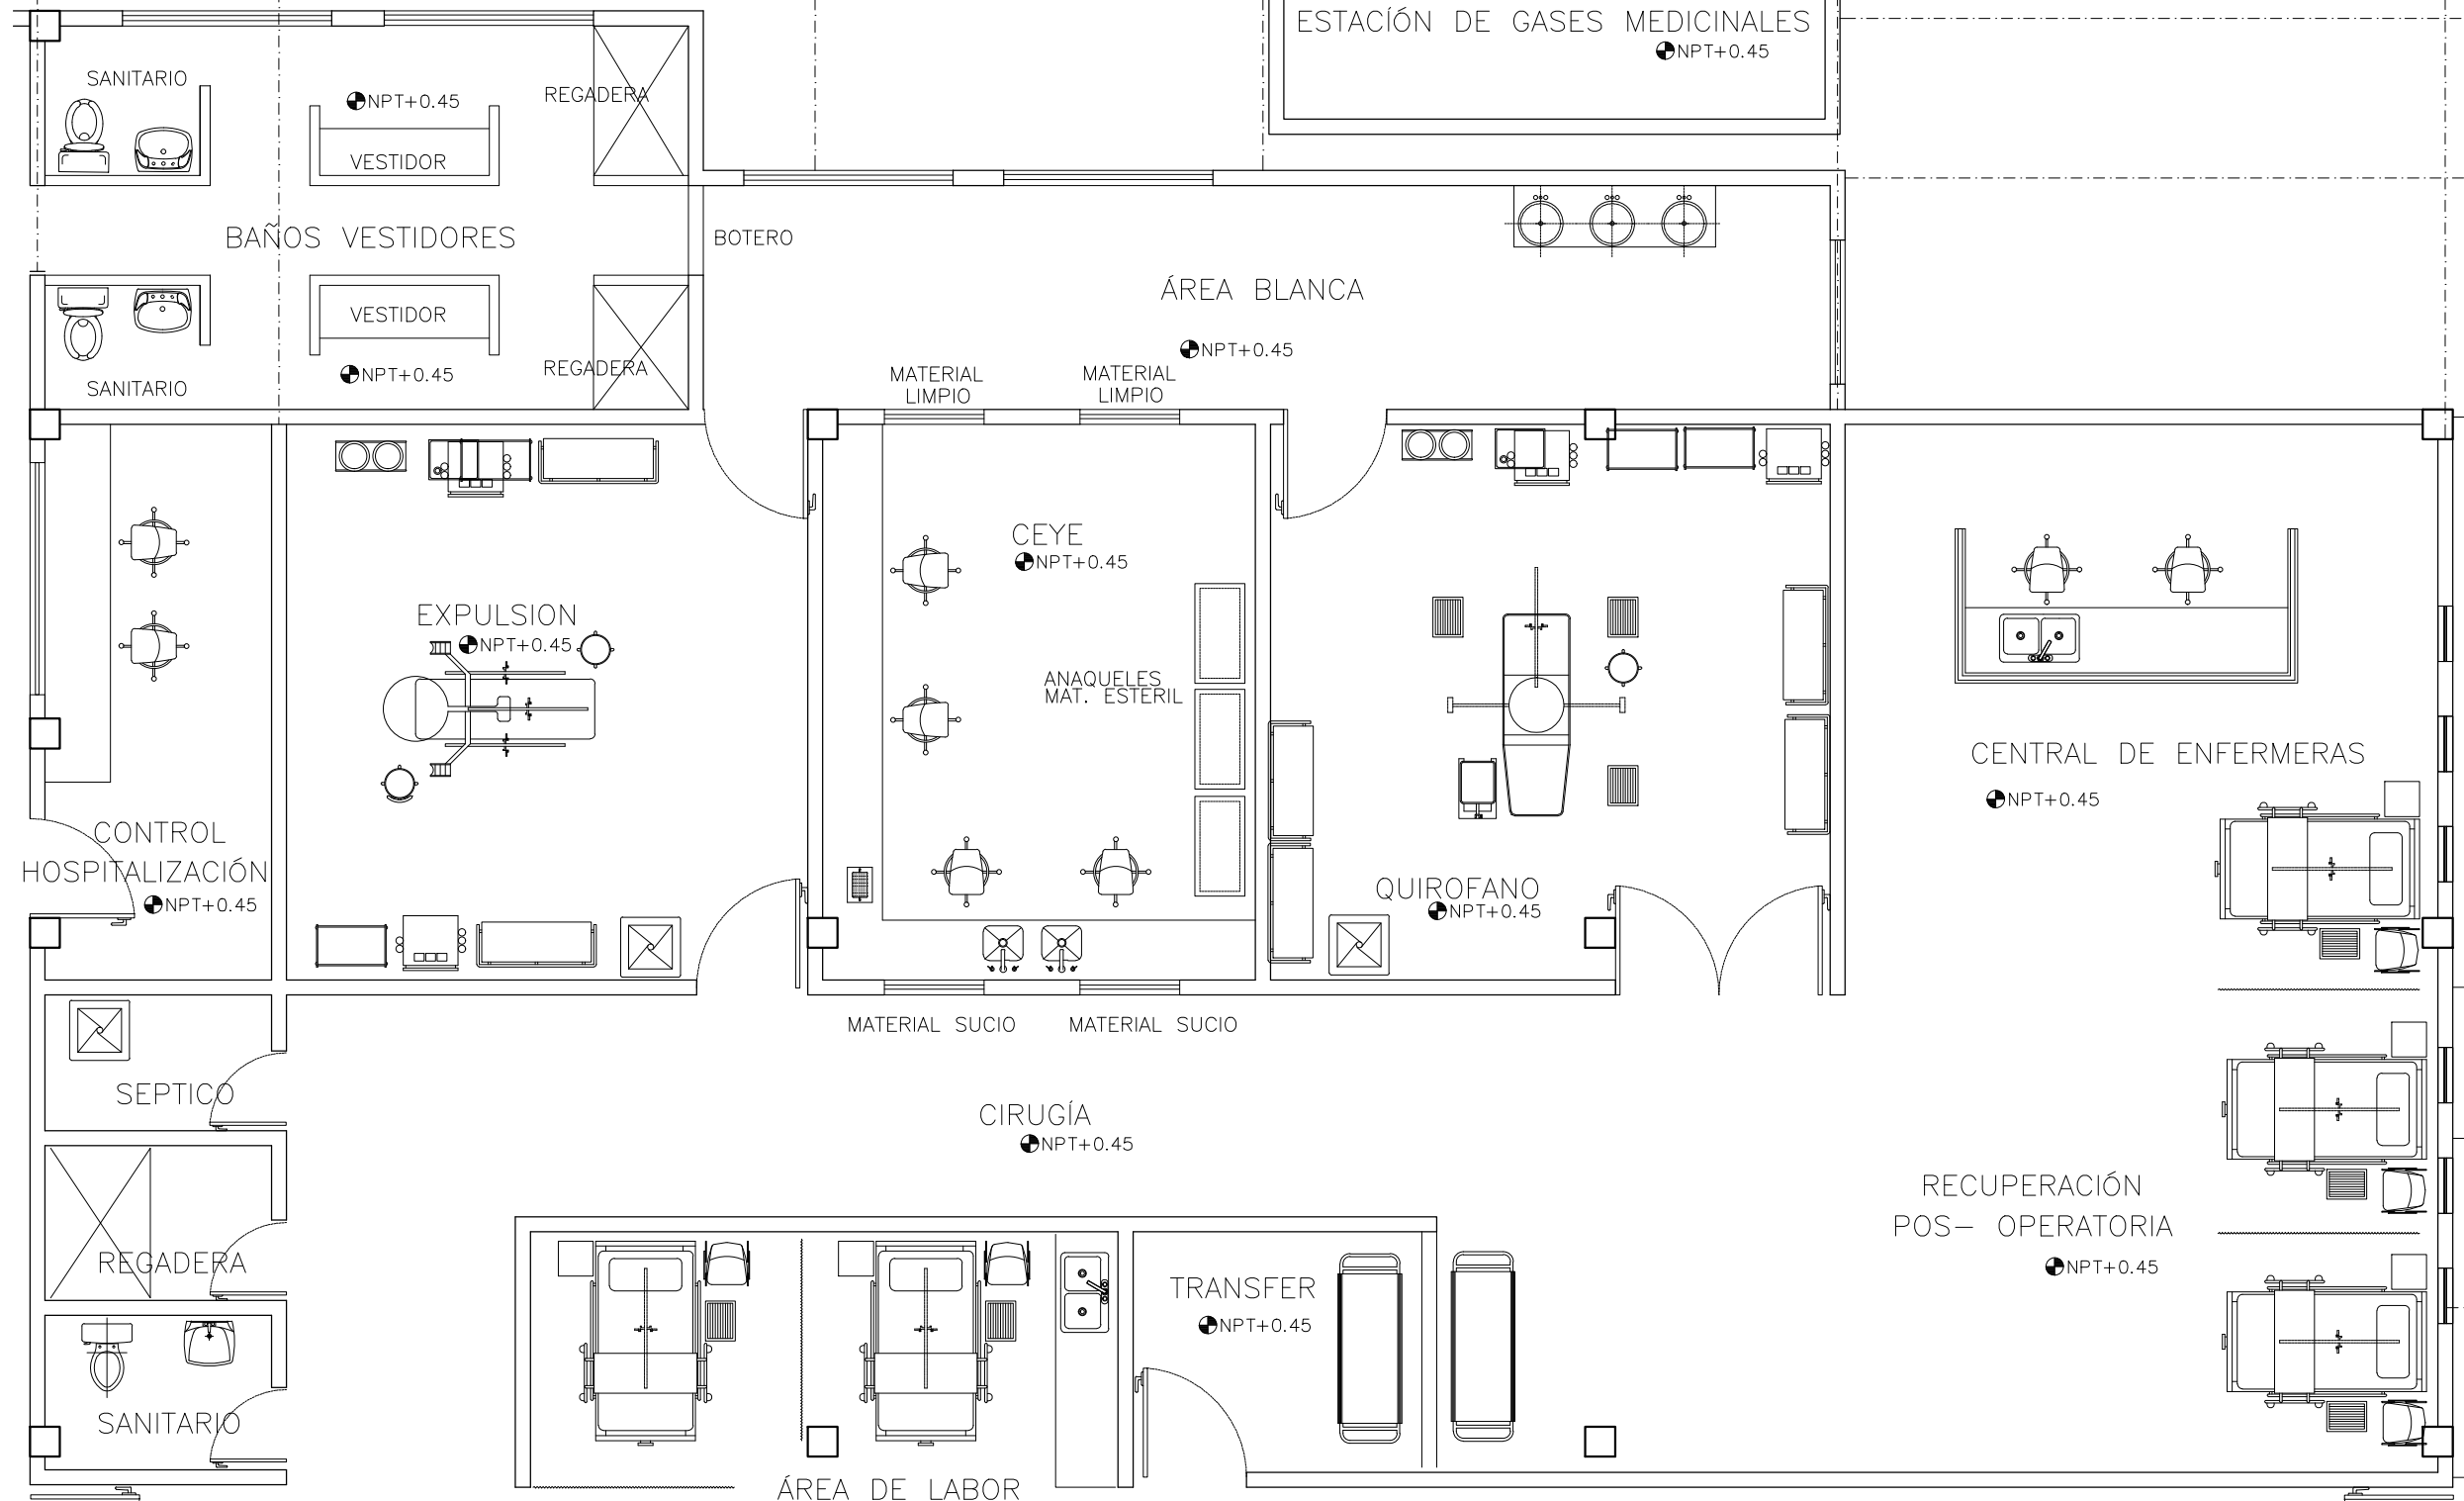 ESTACÍÓN DE GASES MEDICINALES
NPT+0.45
SANITARIO
NPT+0.45
REGADERA
VESTIDOR
BAÑOS VESTIDORES
BOTERO
ÁREA BLANCA
VESTIDOR
NPT+0.45
REGADERA
NPT+0.45
SANITARIO
MATERIAL
LIMPIO
MATERIAL
LIMPIO
CEYE
NPT+0.45
EXPULSION
NPT+0.45
ANAQUELES
MAT. ESTERIL
CENTRAL DE ENFERMERAS
NPT+0.45
CONTROL
HOSPITALIZACIÓN
NPT+0.45
QUIROFANO
NPT+0.45
MATERIAL SUCIO
MATERIAL SUCIO
SEPTICO
CIRUGÍA
NPT+0.45
RECUPERACIÓN
POS- OPERATORIA
NPT+0.45
REGADERA
TRANSFER
NPT+0.45
SANITARIO
ÁREA DE LABOR